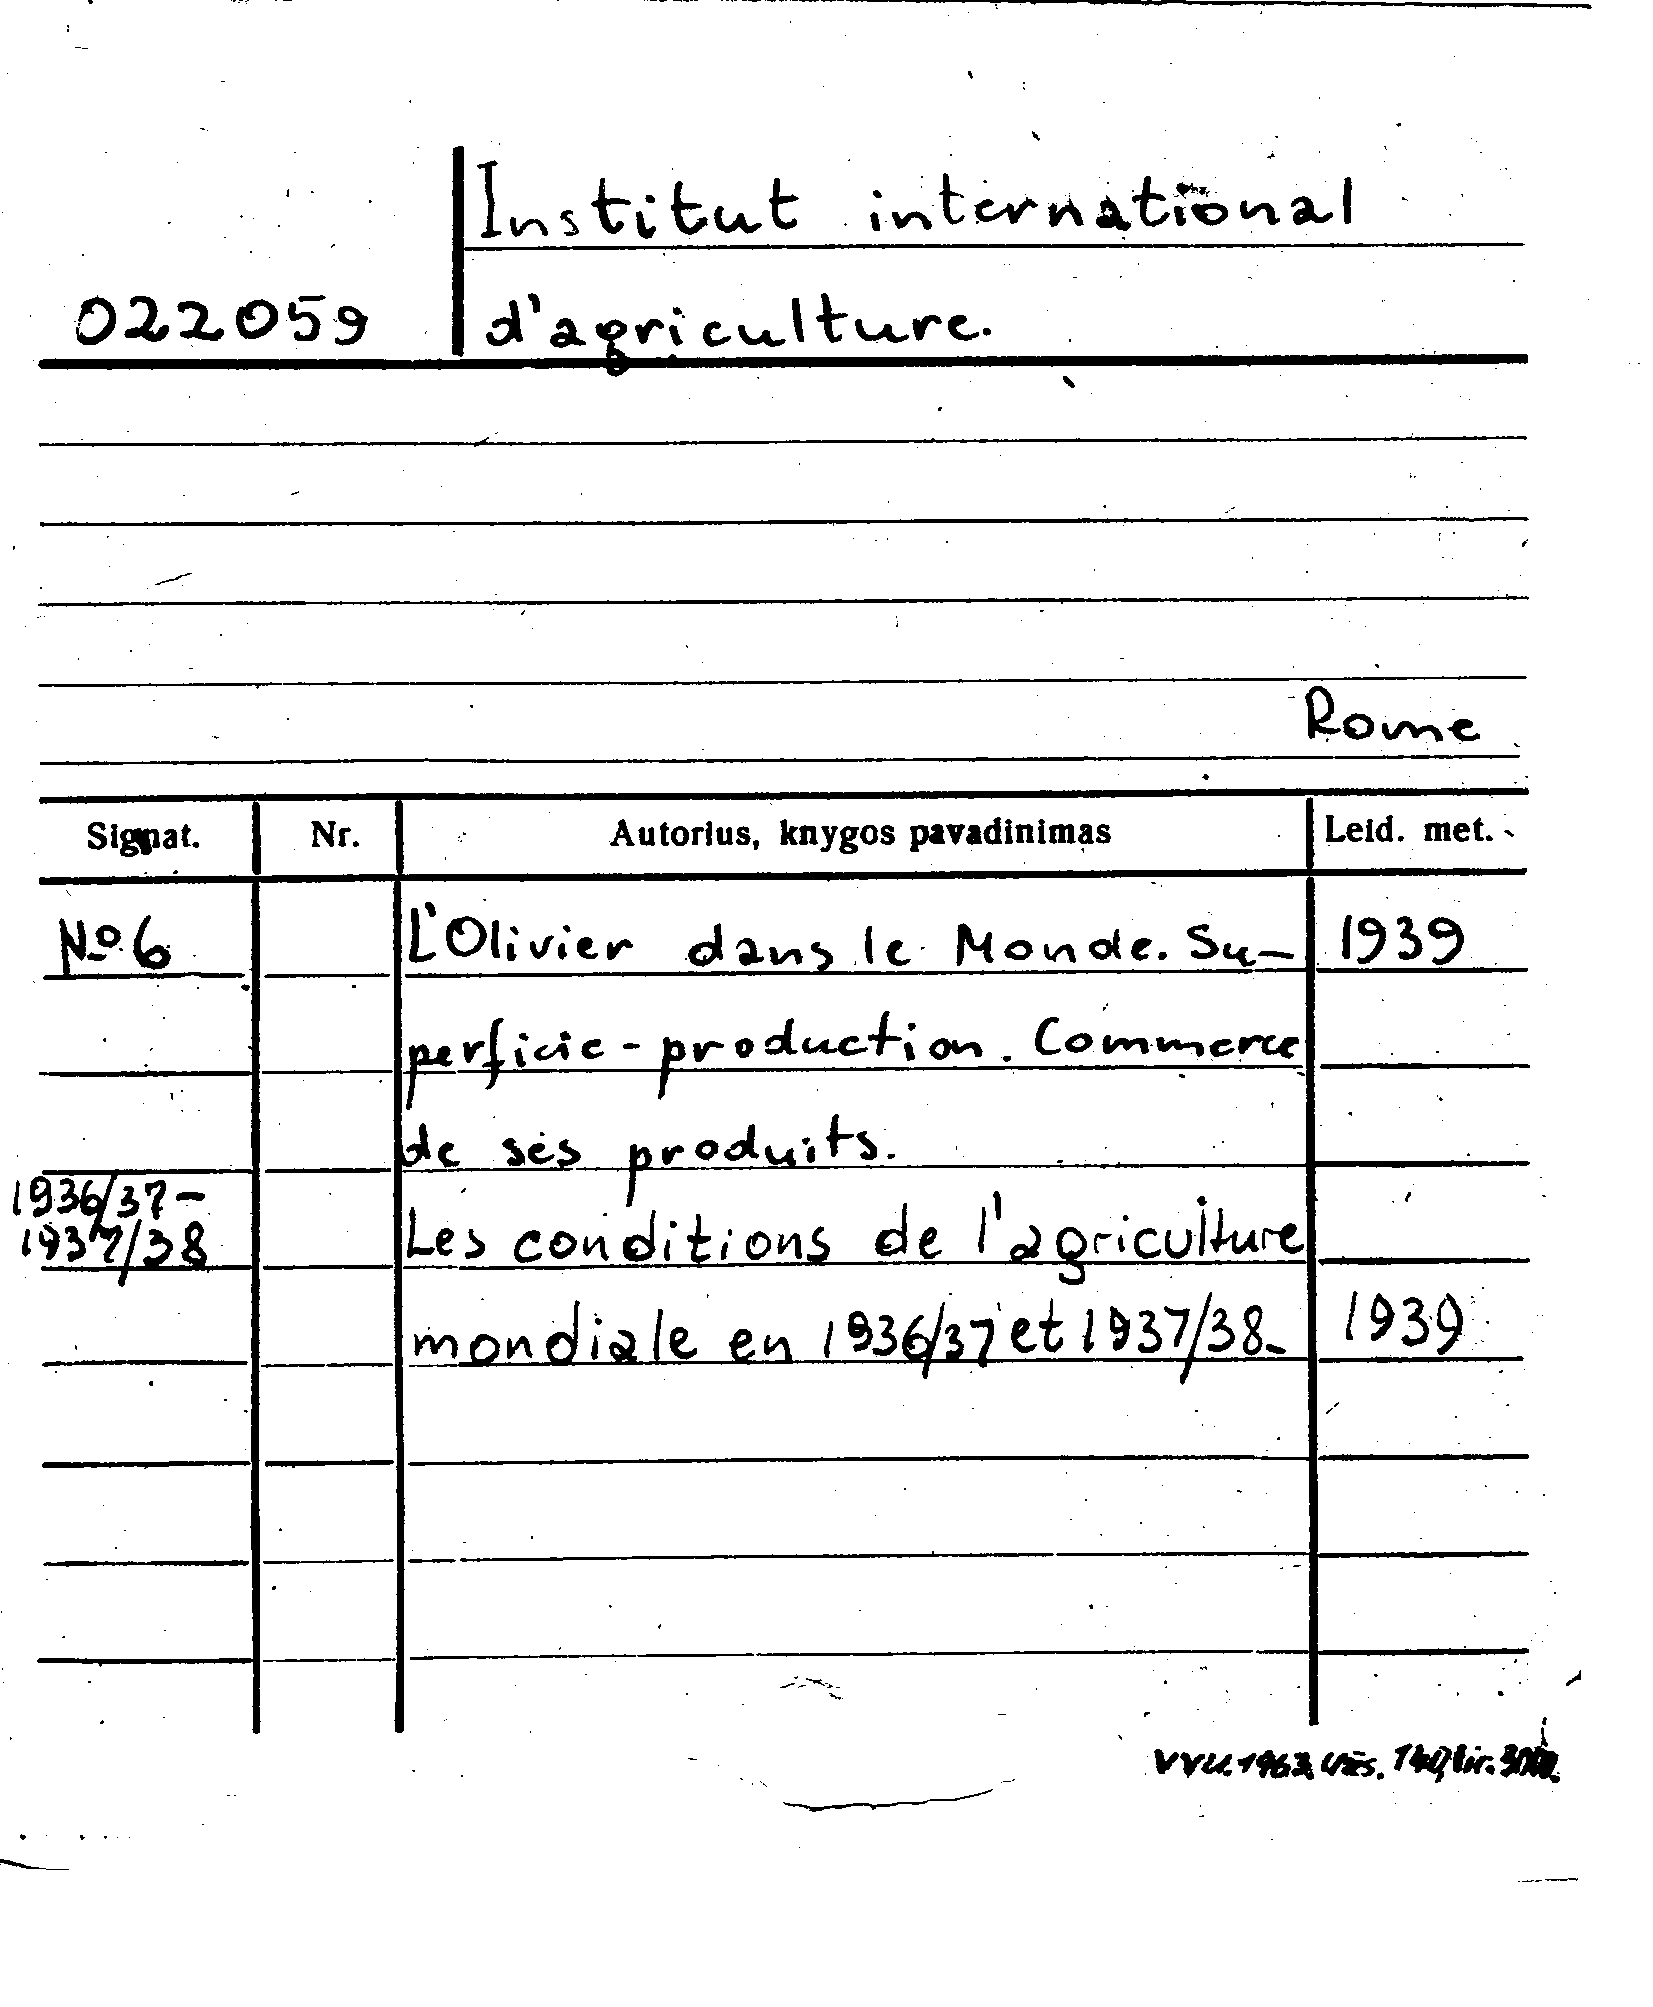 Institut international
022059 d'agriculture.
Rome
Signat. Nr. Autorius, knygos pavadinimas Leid. met.
No 6 L'Olivier dans le Monde. Su- 1939
perficie - production. Commerce
de ses produits.
1936/37-
1937/38 Les conditions de l'agriculture
mondiale en 1936/37 et 1937/38- 1939
VVU. 1963